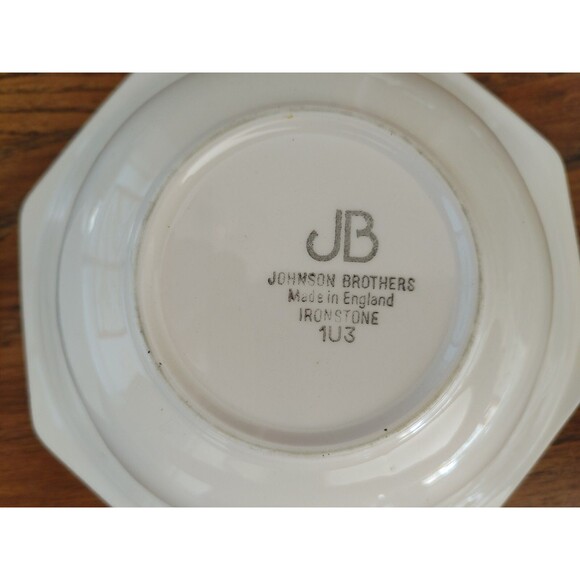 JB
JOHNSON BROTHERS
Made in England
IRONSTONE
1U3